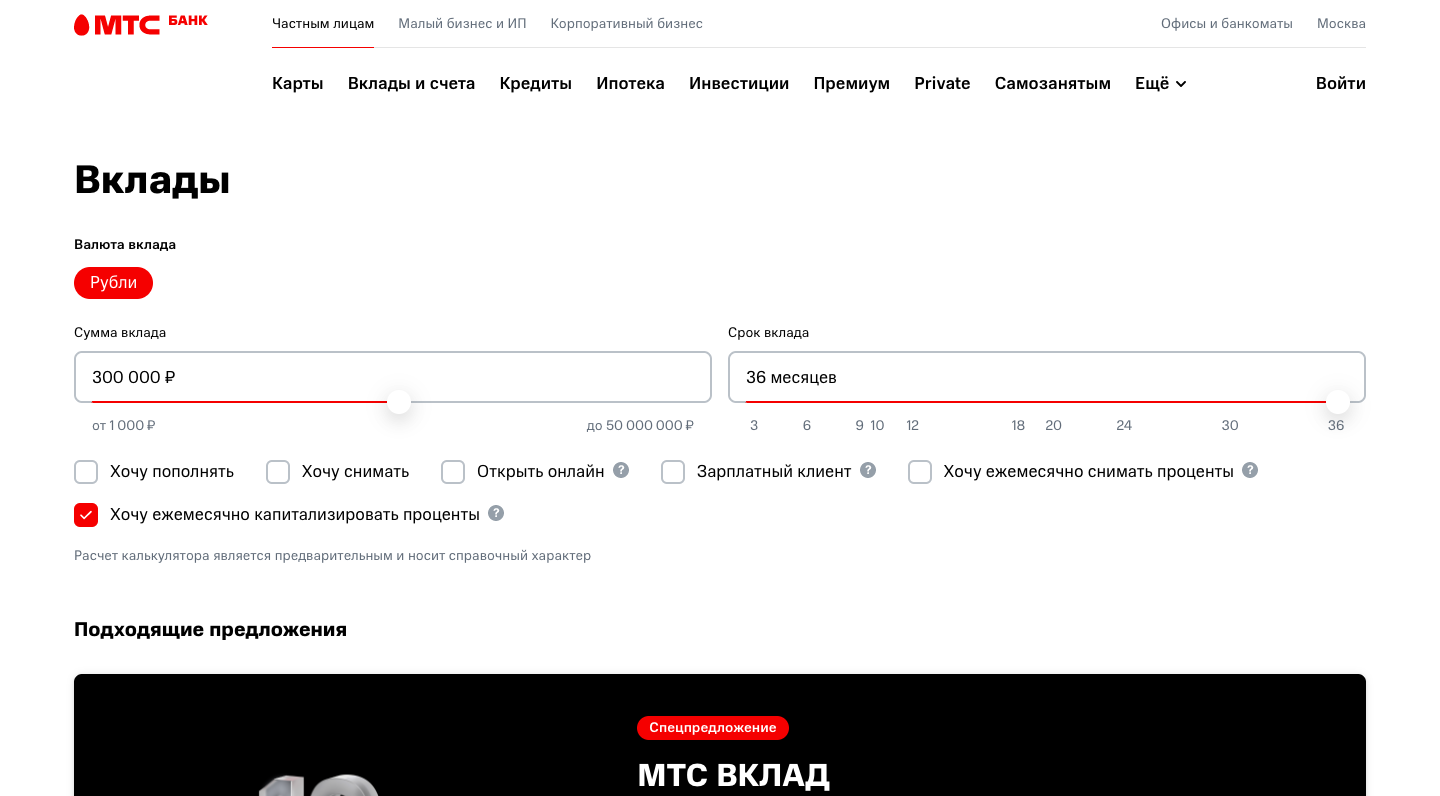 МТС БАНК
Частным лицам Малый бизнес и ИП Корпоративный бизнес Офисы и банкоматы Москва
Карты Вклады и счета Кредиты Ипотека Инвестиции Премиум Private Самозанятым Ещё Войти
Вклады
Валюта вклада
Рубли
Сумма вклада
300 000 ₽
от 1 000 ₽ до 50 000 000 ₽
Срок вклада
36 месяцев
3 6 9 10 12 18 20 24 30 36
Хочу пополнять Хочу снимать Открыть онлайн ? Зарплатный клиент ? Хочу ежемесячно снимать проценты ?
Хочу ежемесячно капитализировать проценты ?
Расчет калькулятора является предварительным и носит справочный характер
Подходящие предложения
Спецпредложение
МТС ВКЛАД